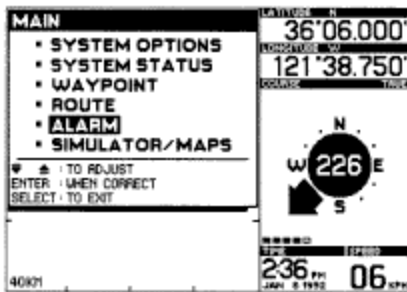 MAIN
SYSTEM OPTIONS
SYSTEM STATUS
WAYPOINT
ROUTE
ALARM
SIMULATOR/MAPS
: TO ADJUST
ENTER : WHEN CORRECT
SELECT : TO EXIT
40KM
LATITUDE N
36°06.000'
LONGITUDE W
121°38.750'
COURSE TRUE
N
W 226 E
S
TIME SPEED
2:36 PM 06 KPH
JAN 6 1992